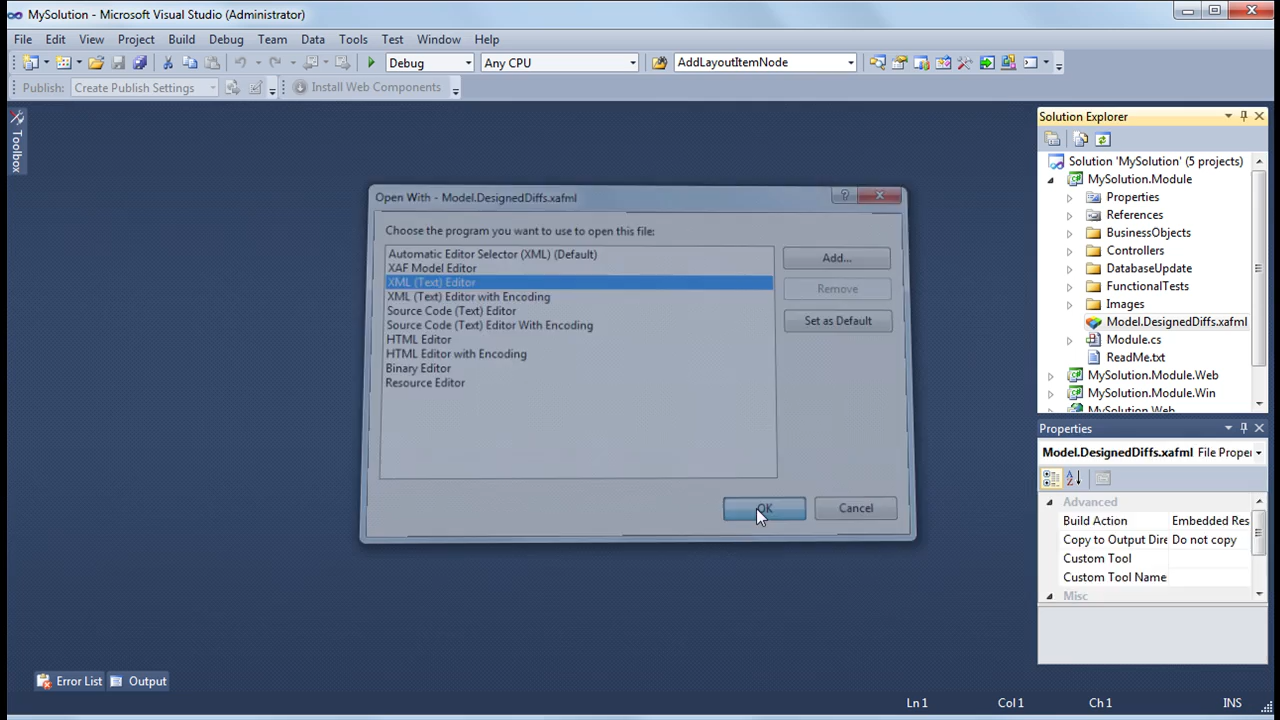 MySolution - Microsoft Visual Studio (Administrator)
File Edit View Project Build Debug Team Data Tools Test Window Help
Debug Any CPU AddLayoutItemNode
Publish: Create Publish Settings Install Web Components
Toolbox
Solution Explorer
Solution 'MySolution' (5 projects)
MySolution.Module
Properties
References
BusinessObjects
Controllers
DatabaseUpdate
FunctionalTests
Images
Model.DesignedDiffs.xafml
Module.cs
ReadMe.txt
MySolution.Module.Web
MySolution.Module.Win
MySolution.Web
Open With - Model.DesignedDiffs.xafml
Choose the program you want to use to open this file:
Automatic Editor Selector (XML) (Default)
XAF Model Editor
XML (Text) Editor
XML (Text) Editor with Encoding
Source Code (Text) Editor
Source Code (Text) Editor With Encoding
HTML Editor
HTML Editor with Encoding
Binary Editor
Resource Editor
Add...
Remove
Set as Default
OK Cancel
Properties
Model.DesignedDiffs.xafml File Proper
Advanced
Build Action Embedded Res
Copy to Output Dire Do not copy
Custom Tool
Custom Tool Name
Misc
Error List Output
Ln 1 Col 1 Ch 1 INS